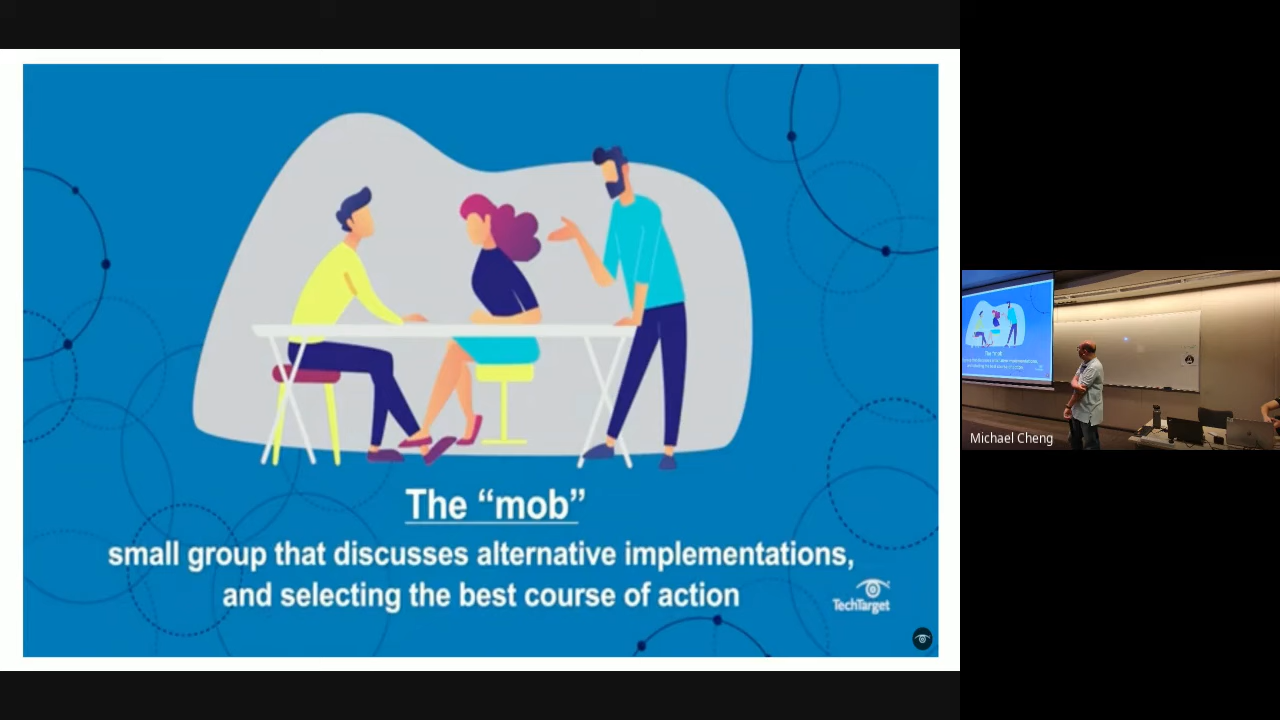 The “mob”
small group that discusses alternative implementations,
and selecting the best course of action
TechTarget
Michael Cheng